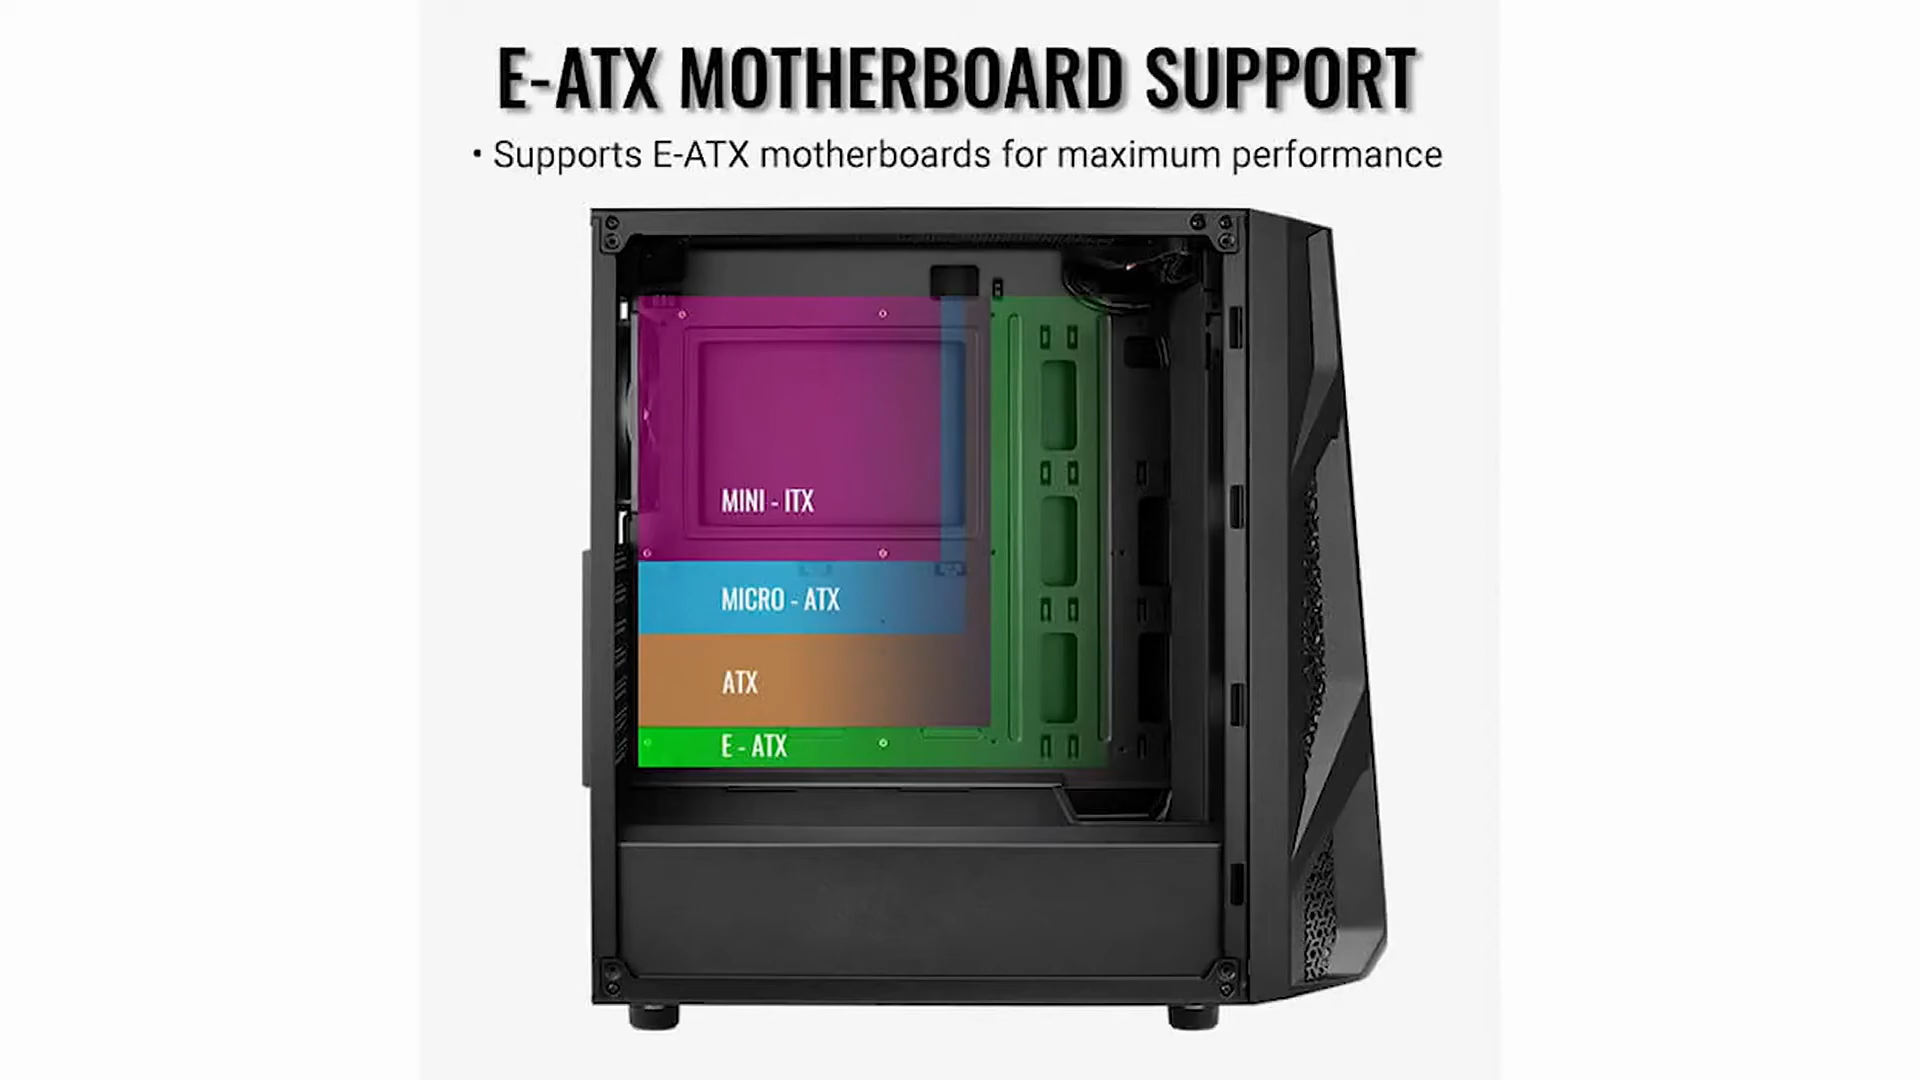 E-ATX MOTHERBOARD SUPPORT
• Supports E-ATX motherboards for maximum performance
MINI - ITX
MICRO - ATX
ATX
E - ATX